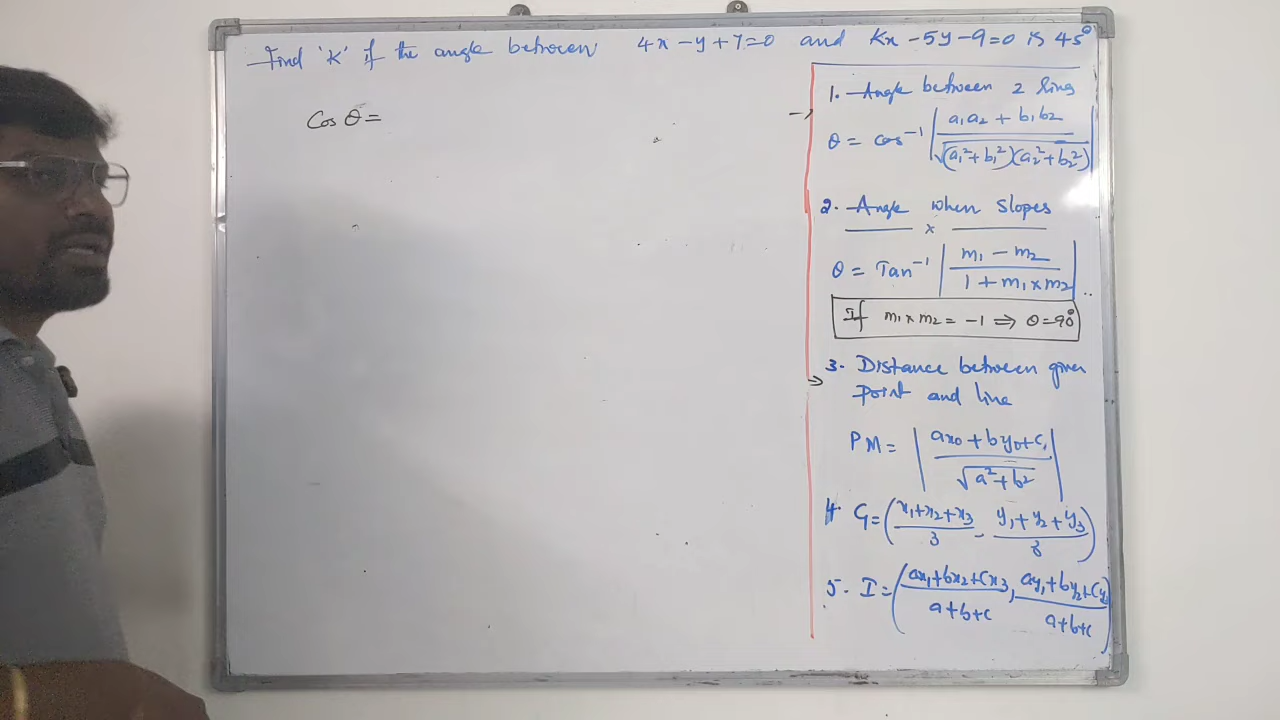 Find 'K' if the angle between 4x - y + 7 = 0 and Kx - 5y - 9 = 0 is 45°
Cos θ =
1. Angle between 2 lines
θ = cos⁻¹ | a₁a₂ + b₁b₂ / √(a₁² + b₁²)(a₂² + b₂²) |
2. Angle when slopes
x
θ = Tan⁻¹ | m₁ - m₂ / 1 + m₁ × m₂ |
If m₁ × m₂ = -1 ⇒ θ = 90°
3. Distance between given
point and line
PM = | ax₀ + by₀ + c₁ / √a² + b² |
4. G = ( x₁ + x₂ + x₃ / 3 , y₁ + y₂ + y₃ / 3 )
5. I = ( ax₁ + bx₂ + cx₃ / a + b + c , ay₁ + by₂ + cy₃ / a + b + c )